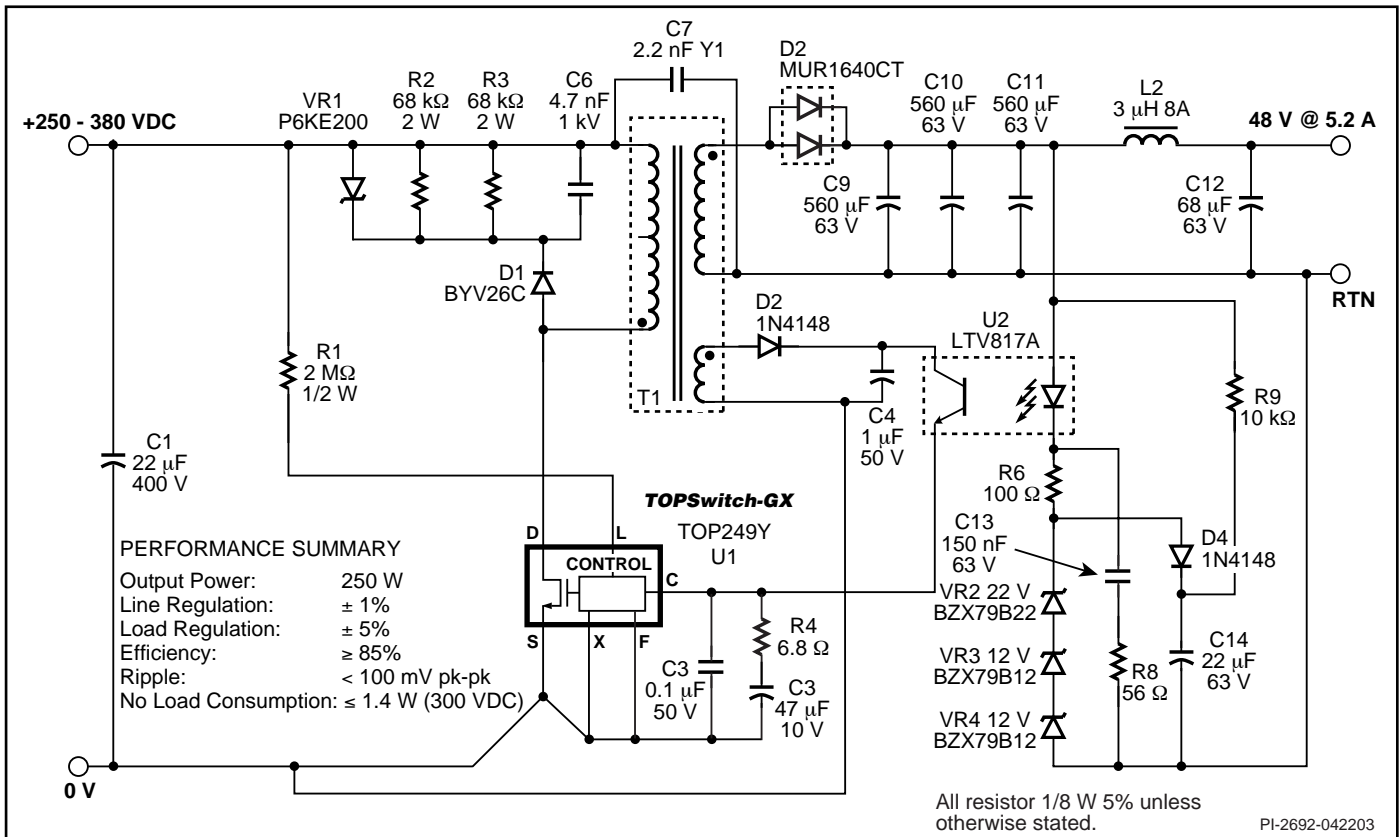 C7
2.2 nF Y1
D2
MUR1640CT
R2
68 kΩ
2 W
R3
68 kΩ
2 W
C6
4.7 nF
1 kV
VR1
P6KE200
C10
560 μF
63 V
C11
560 μF
63 V
L2
3 μH 8A
+250 - 380 VDC
48 V @ 5.2 A
C9
560 μF
63 V
C12
68 μF
63 V
D1
BYV26C
RTN
D2
1N4148
U2
LTV817A
R1
2 MΩ
1/2 W
T1
R9
10 kΩ
C4
1 μF
50 V
C1
22 μF
400 V
R6
100 Ω
TOPSwitch-GX
TOP249Y
U1
D
L
CONTROL
C
S
X
F
C13
150 nF
63 V
D4
1N4148
PERFORMANCE SUMMARY
Output Power: 250 W
Line Regulation: ± 1%
Load Regulation: ± 5%
Efficiency: ≥ 85%
Ripple: < 100 mV pk-pk
No Load Consumption: ≤ 1.4 W (300 VDC)
VR2 22 V
BZX79B22
R4
6.8 Ω
C3
0.1 μF
50 V
C3
47 μF
10 V
VR3 12 V
BZX79B12
R8
56 Ω
C14
22 μF
63 V
VR4 12 V
BZX79B12
0 V
All resistor 1/8 W 5% unless
otherwise stated.
PI-2692-042203